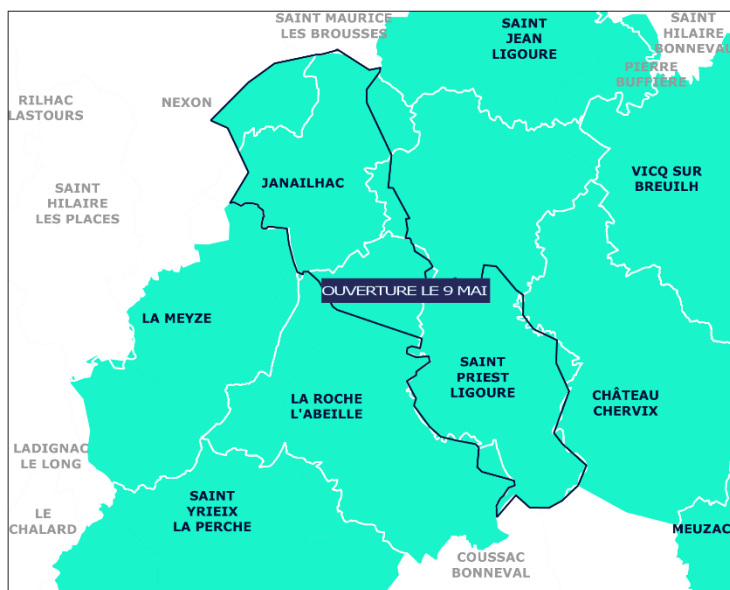 SAINT MAURICE
LES BROUSSES
SAINT
JEAN
LIGOURE
SAINT
HILAIRE
BONNEVAL
PIERRE
BUFFIÈRE
RILHAC
LASTOURS
NEXON
JANAILHAC
VICQ SUR
BREUILH
SAINT
HILAIRE
LES PLACES
OUVERTURE LE 9 MAI
LA MEYZE
SAINT
PRIEST
LIGOURE
LA ROCHE
L'ABEILLE
CHÂTEAU
CHERVIX
LADIGNAC
LE LONG
SAINT
YRIEIX
LA PERCHE
LE
CHALARD
MEUZAC
COUSSAC
BONNEVAL